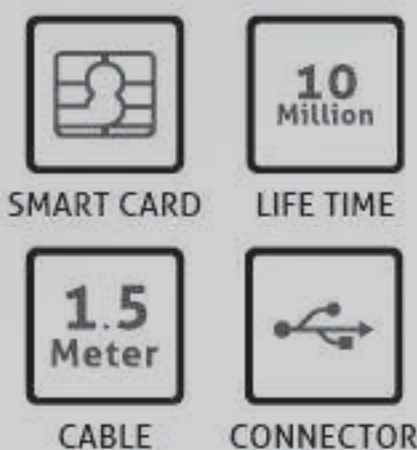 10
Million
SMART CARD
LIFE TIME
1.5
Meter
CABLE
CONNECTOR